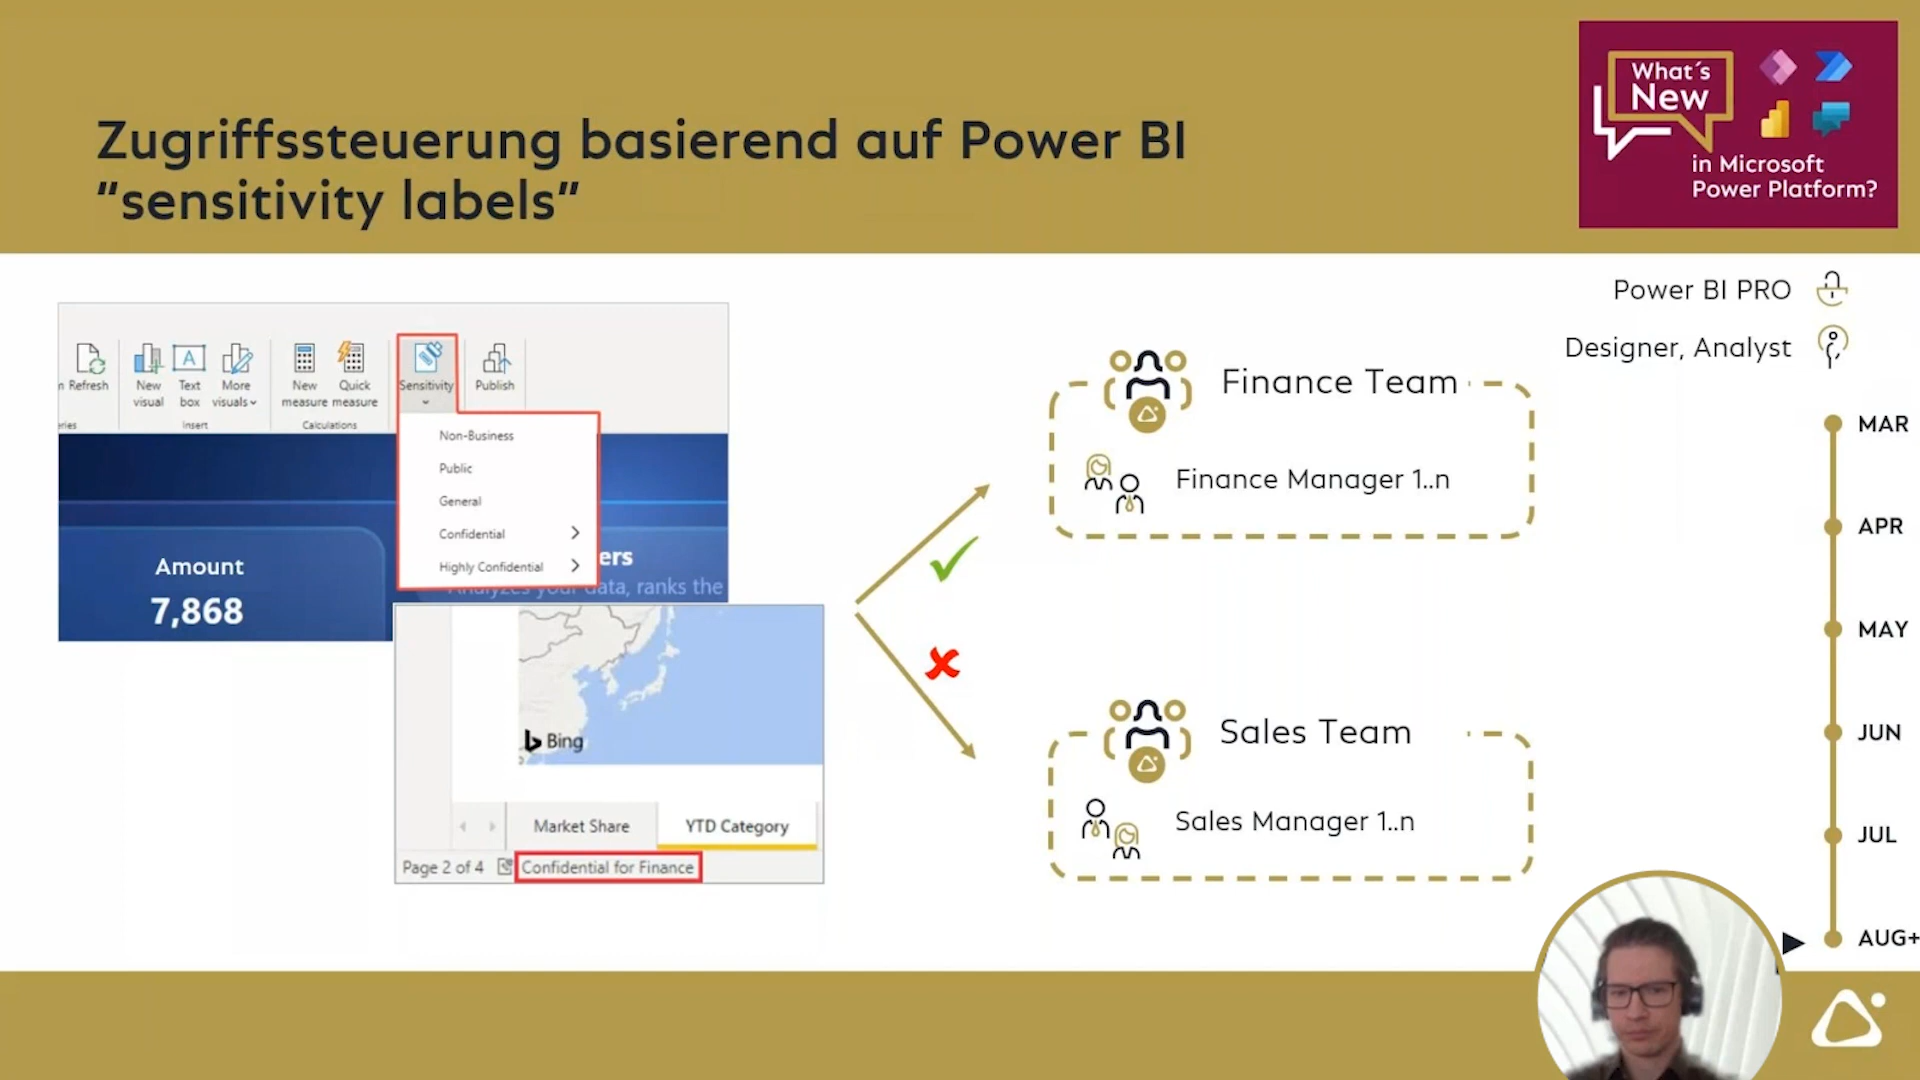 Zugriffssteuerung basierend auf Power BI
“sensitivity labels”
What´s
New
in Microsoft
Power Platform?
Power BI PRO
Designer, Analyst
Refresh
New
visual
Text
box
More
visuals
Insert
New
measure
Quick
measure
Calculations
Sensitivity
Publish
Non-Business
Public
General
Confidential
Highly Confidential
Amount
7,868
ers
Analyzes your data, ranks the
Bing
Market Share
YTD Category
Page 2 of 4
Confidential for Finance
Finance Team
Finance Manager 1..n
Sales Team
Sales Manager 1..n
MAR
APR
MAY
JUN
JUL
AUG+